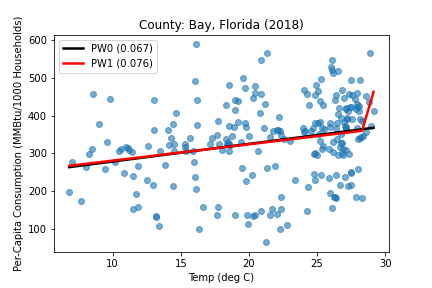 County: Bay, Florida (2018)
PW0 (0.067)
PW1 (0.076)
Per-Capita Consumption (MMBtu/1000 Households)
600
500
400
300
200
100
10 15 20 25 30
Temp (deg C)